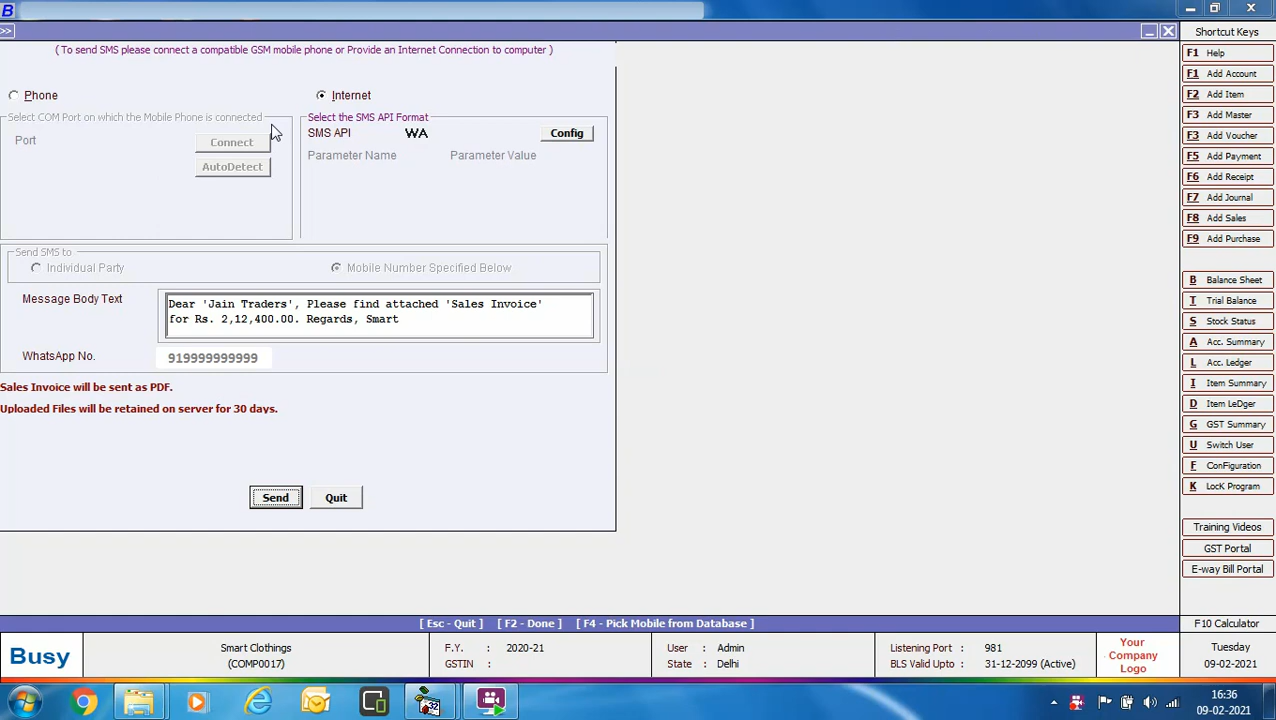 B
>>
( To send SMS please connect a compatible GSM mobile phone or Provide an Internet Connection to computer )
Phone
Internet
Select COM Port on which the Mobile Phone is connected
Port
Connect
AutoDetect
Select the SMS API Format
SMS API WA Config
Parameter Name Parameter Value
Send SMS to
Individual Party
Mobile Number Specified Below
Message Body Text
Dear 'Jain Traders', Please find attached 'Sales Invoice'
for Rs. 2,12,400.00. Regards, Smart
WhatsApp No. 919999999999
Sales Invoice will be sent as PDF.
Uploaded Files will be retained on server for 30 days.
Send
Quit
Shortcut Keys
F1 Help
F1 Add Account
F2 Add Item
F3 Add Master
F3 Add Voucher
F5 Add Payment
F6 Add Receipt
F7 Add Journal
F8 Add Sales
F9 Add Purchase
B Balance Sheet
T Trial Balance
S Stock Status
A Acc. Summary
L Acc. Ledger
I Item Summary
D Item LeDger
G GST Summary
U Switch User
F ConFiguration
K LocK Program
Training Videos
GST Portal
E-way Bill Portal
[ Esc - Quit ] [ F2 - Done ] [ F4 - Pick Mobile from Database ]
F10 Calculator
Busy
Smart Clothings
(COMP0017)
F.Y. : 2020-21
GSTIN :
User : Admin
State : Delhi
Listening Port : 981
BLS Valid Upto : 31-12-2099 (Active)
Your
Company
Logo
Tuesday
09-02-2021
32
16:36
09-02-2021